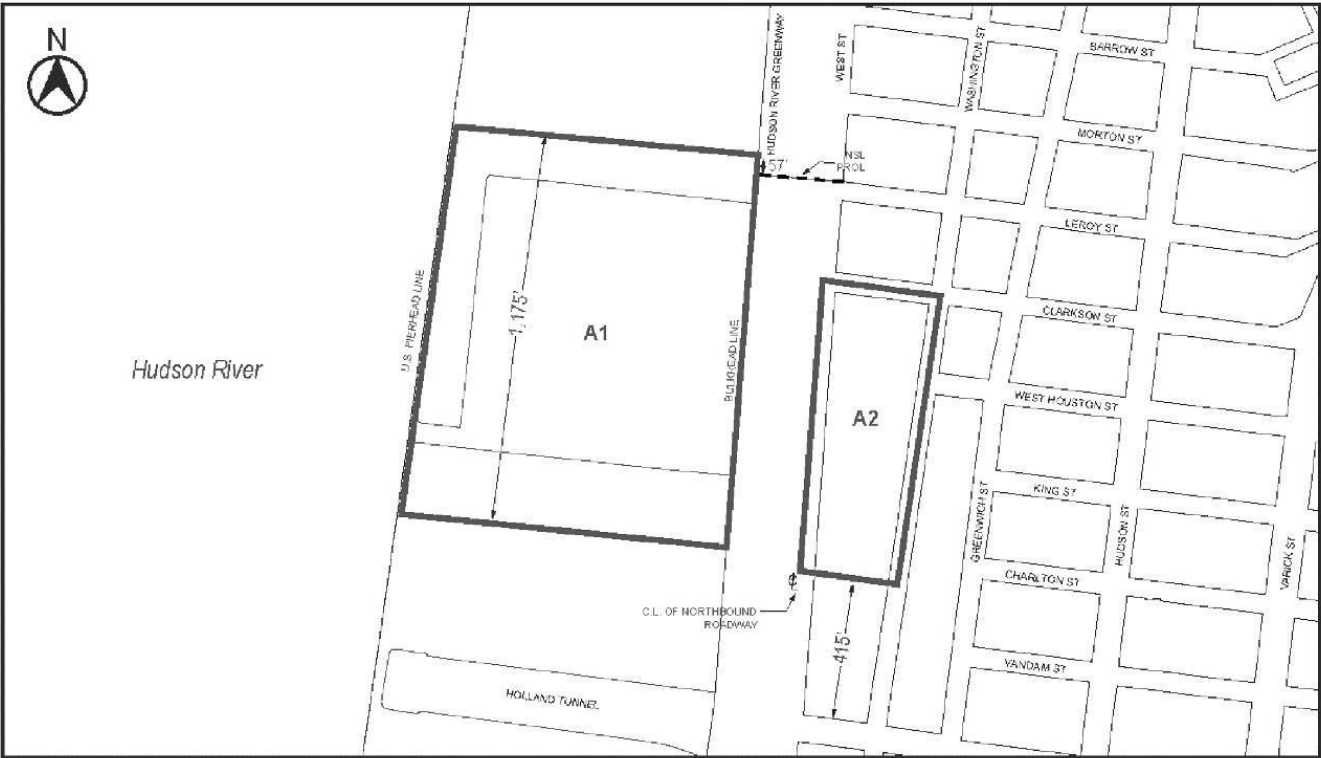 N
HUDSON RIVER GREENWAY
WEST ST
WASHINGTON ST
BARROW ST
MORTON ST
57'
NSL
PROL
LEROY ST
U.S. PIERHEAD LINE
1,175'
A1
BULKHEAD LINE
Hudson River
CLARKSON ST
A2
WEST HOUSTON ST
KING ST
GREENWICH ST
HUDSON ST
VARICK ST
CHARLTON ST
C.L. OF NORTHBOUND
ROADWAY
415'
VANDAM ST
HOLLAND TUNNEL